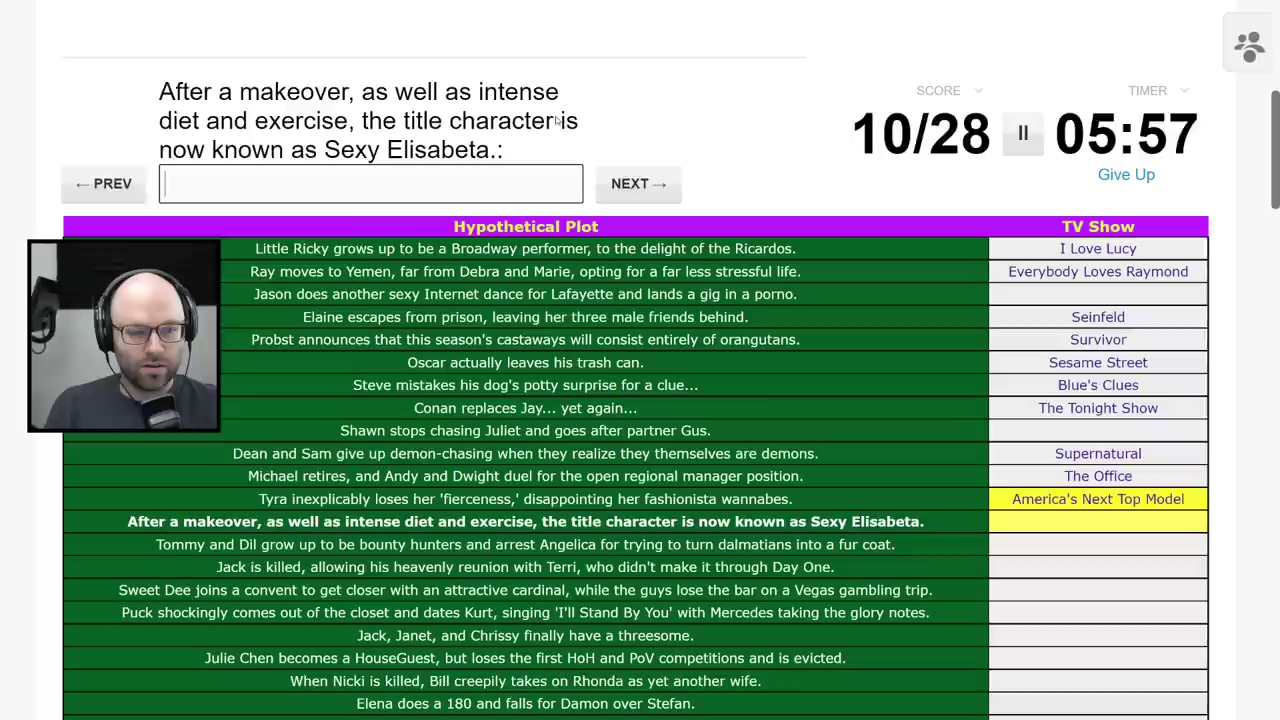 After a makeover, as well as intense
diet and exercise, the title character is
now known as Sexy Elisabeta.:
SCORE
TIMER
10/28
05:57
Give Up
← PREV
NEXT →
Hypothetical Plot TV Show
Little Ricky grows up to be a Broadway performer, to the delight of the Ricardos. I Love Lucy
Ray moves to Yemen, far from Debra and Marie, opting for a far less stressful life. Everybody Loves Raymond
Jason does another sexy Internet dance for Lafayette and lands a gig in a porno.
Elaine escapes from prison, leaving her three male friends behind. Seinfeld
Probst announces that this season's castaways will consist entirely of orangutans. Survivor
Oscar actually leaves his trash can. Sesame Street
Steve mistakes his dog's potty surprise for a clue... Blue's Clues
Conan replaces Jay... yet again... The Tonight Show
Shawn stops chasing Juliet and goes after partner Gus.
Dean and Sam give up demon-chasing when they realize they themselves are demons. Supernatural
Michael retires, and Andy and Dwight duel for the open regional manager position. The Office
Tyra inexplicably loses her 'fierceness,' disappointing her fashionista wannabes. America's Next Top Model
After a makeover, as well as intense diet and exercise, the title character is now known as Sexy Elisabeta.
Tommy and Dil grow up to be bounty hunters and arrest Angelica for trying to turn dalmatians into a fur coat.
Jack is killed, allowing his heavenly reunion with Terri, who didn't make it through Day One.
Sweet Dee joins a convent to get closer with an attractive cardinal, while the guys lose the bar on a Vegas gambling trip.
Puck shockingly comes out of the closet and dates Kurt, singing 'I'll Stand By You' with Mercedes taking the glory notes.
Jack, Janet, and Chrissy finally have a threesome.
Julie Chen becomes a HouseGuest, but loses the first HoH and PoV competitions and is evicted.
When Nicki is killed, Bill creepily takes on Rhonda as yet another wife.
Elena does a 180 and falls for Damon over Stefan.